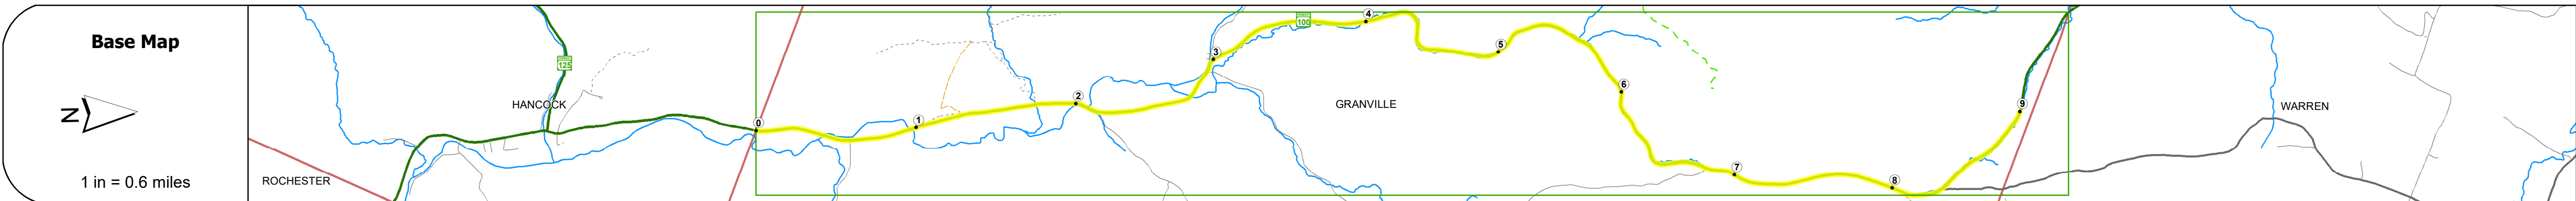 Base Map
N
1 in = 0.6 miles
ROCHESTER
HANCOCK
125
0
1
2
3
100
4
GRANVILLE
5
6
7
8
9
WARREN